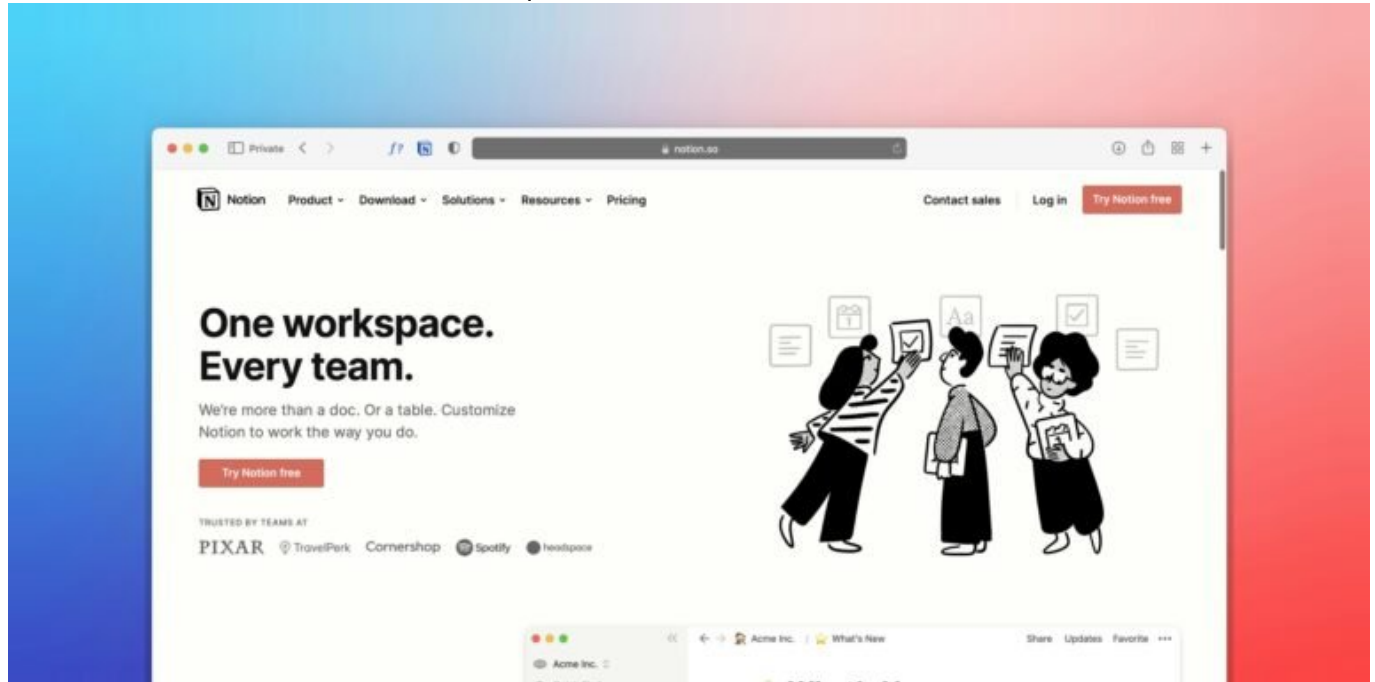 Private
notion.so
Notion Product Download Solutions Resources Pricing Contact sales Log in Try Notion free
One workspace.
Every team.
We're more than a doc. Or a table. Customize
Notion to work the way you do.
Try Notion free
TRUSTED BY TEAMS AT
PIXAR TravelPerk Cornershop Spotify headspace
Aa
Acme Inc. What's New Share Updates Favorite
Acme Inc.